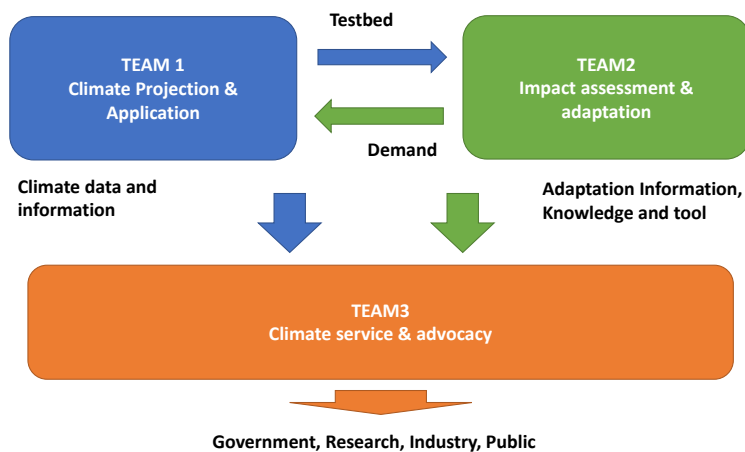 Testbed
TEAM 1
Climate Projection &
Application
TEAM2
Impact assessment &
adaptation
Demand
Climate data and
information
Adaptation Information,
Knowledge and tool
TEAM3
Climate service & advocacy
Government, Research, Industry, Public